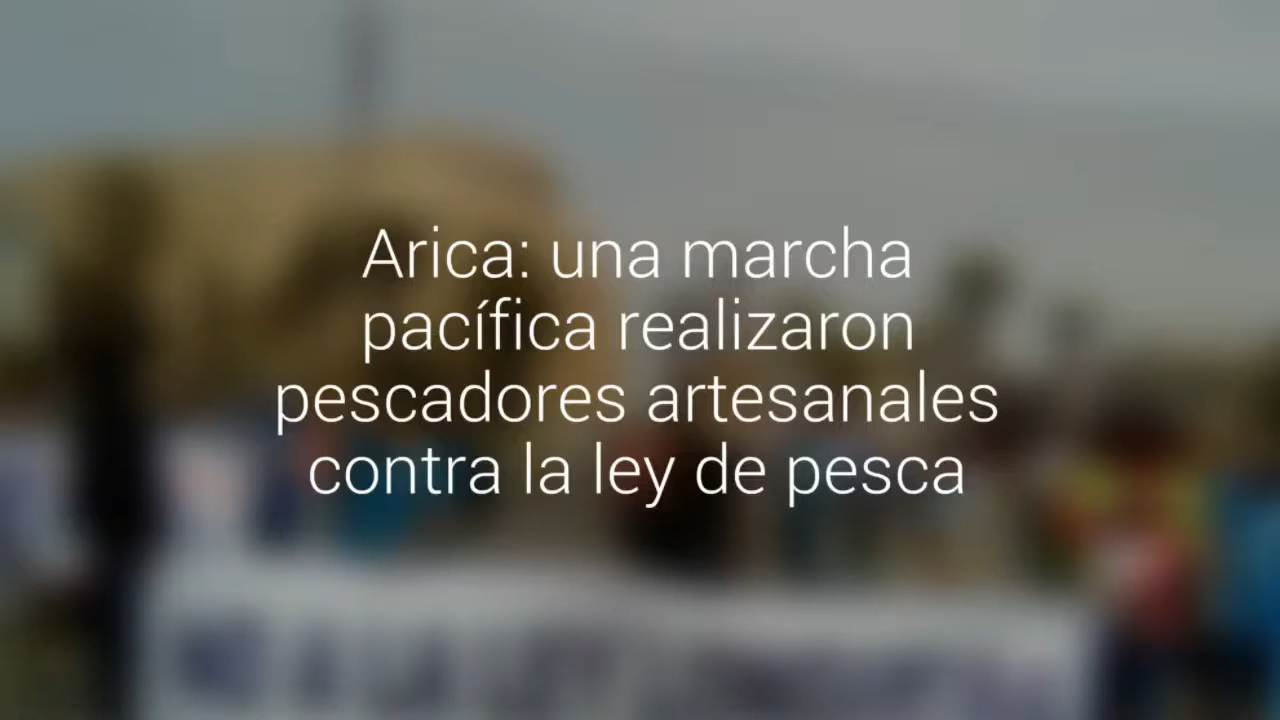 Arica: una marcha
pacífica realizaron
pescadores artesanales
contra la ley de pesca